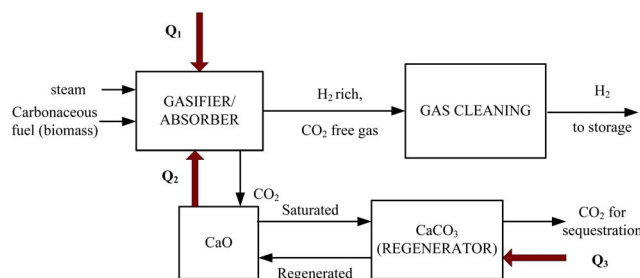 Q₁
steam
Carbonaceous
fuel (biomass)
GASIFIER/
ABSORBER
H₂ rich,
CO₂ free gas
GAS CLEANING
H₂
to storage
Q₂
CO₂
CaO
Saturated
Regenerated
CaCO₃
(REGENERATOR)
CO₂ for
sequestration
Q₃